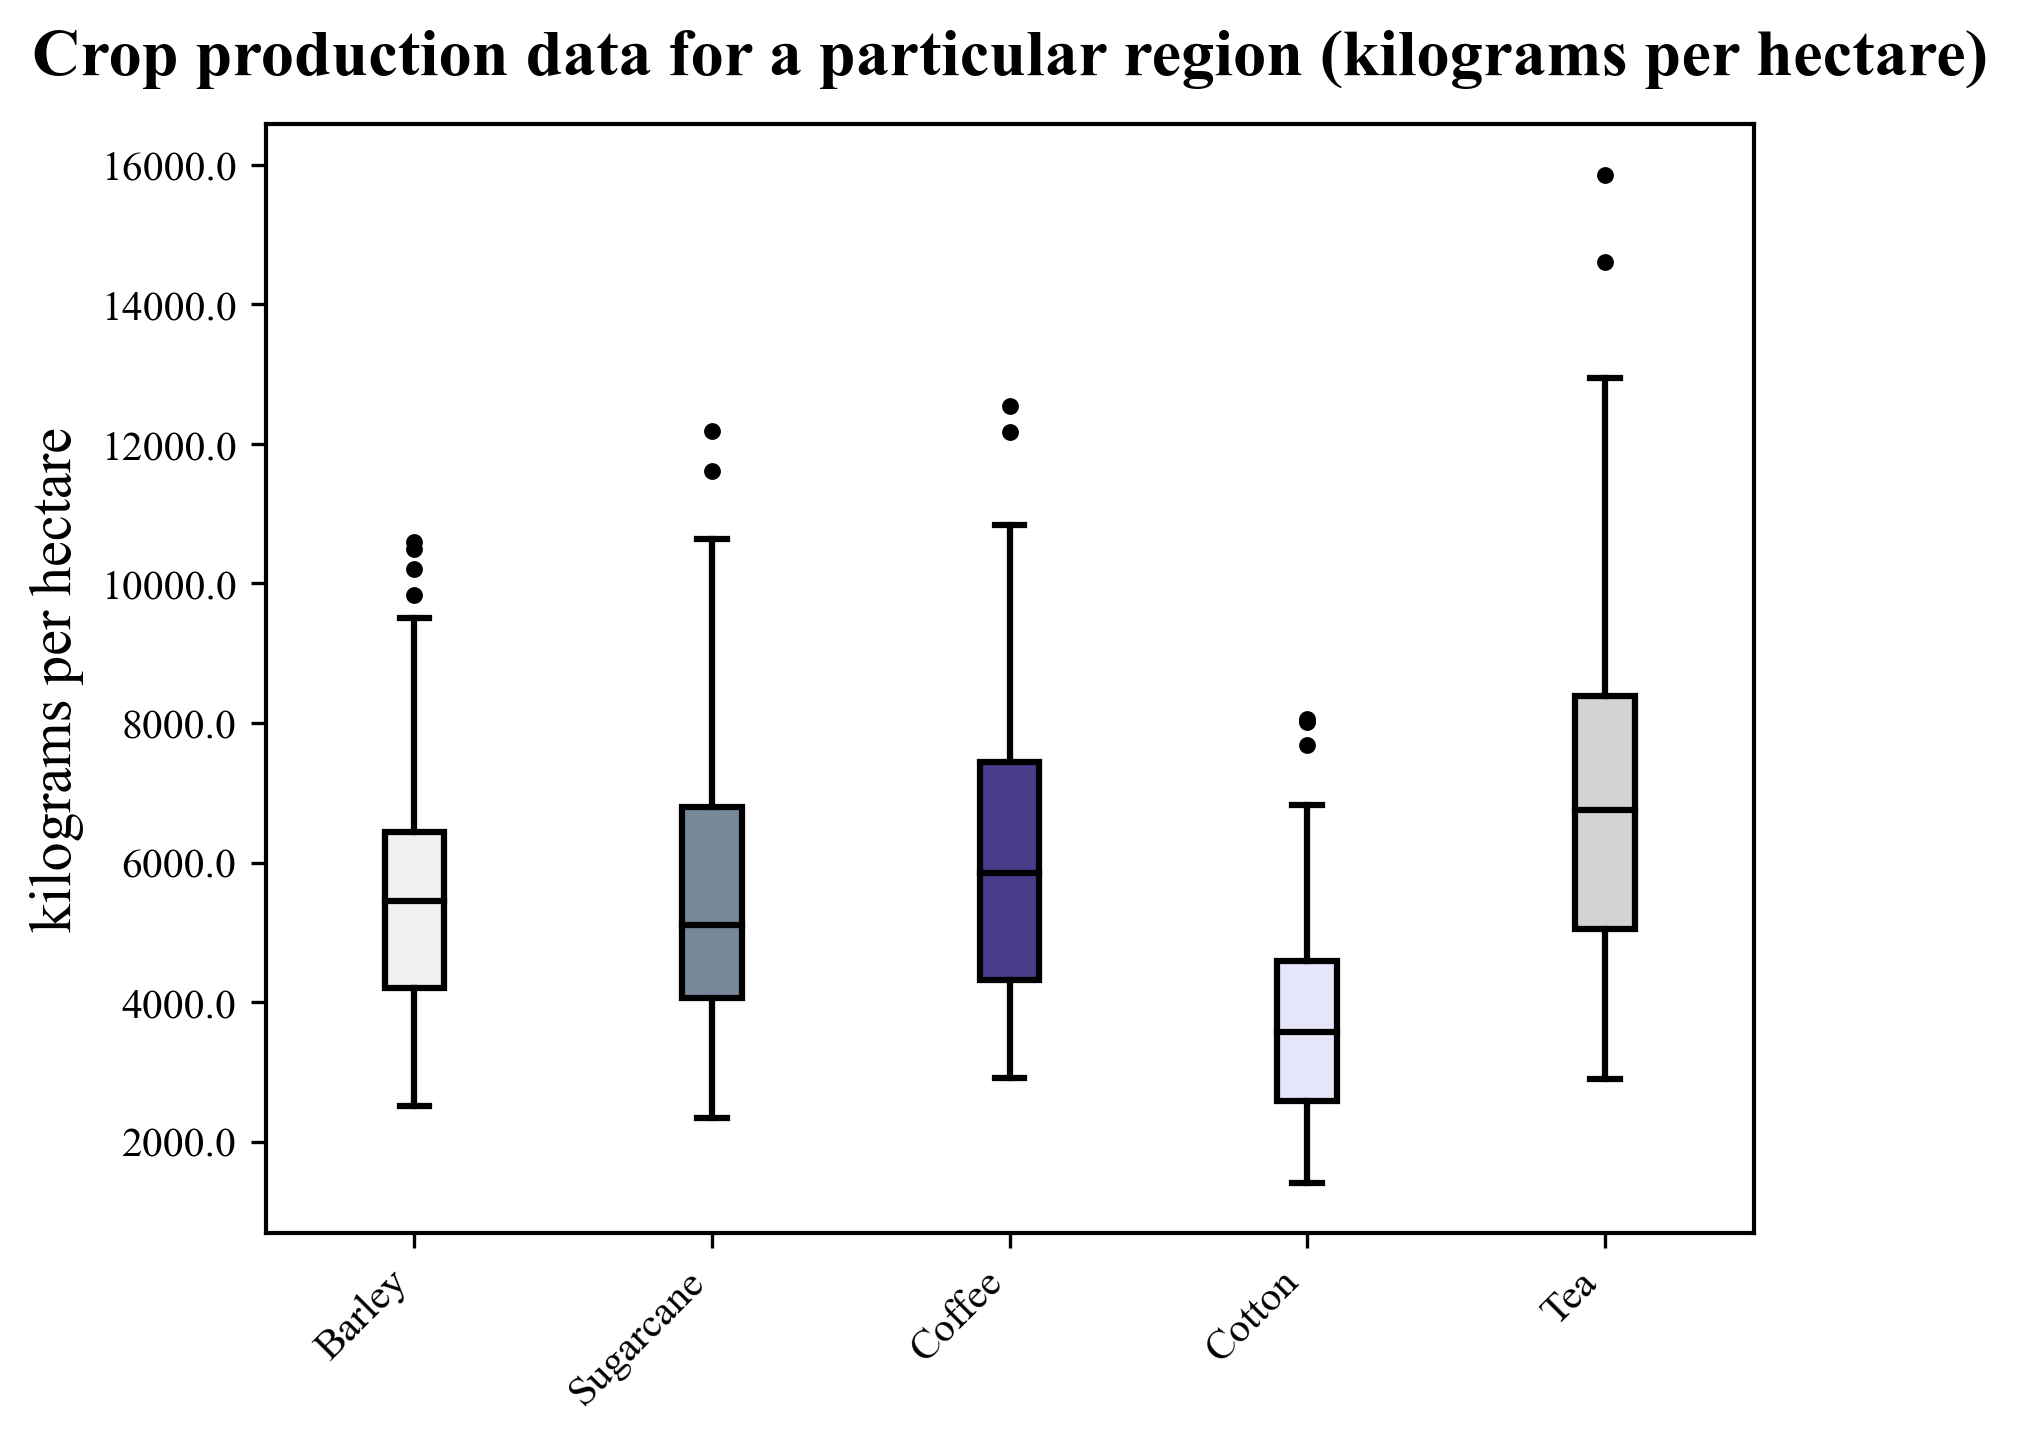 Crop production data for a particular region (kilograms per hectare)
kilograms per hectare
16000.0
14000.0
12000.0
10000.0
8000.0
6000.0
4000.0
2000.0
Barley
Sugarcane
Coffee
Cotton
Tea